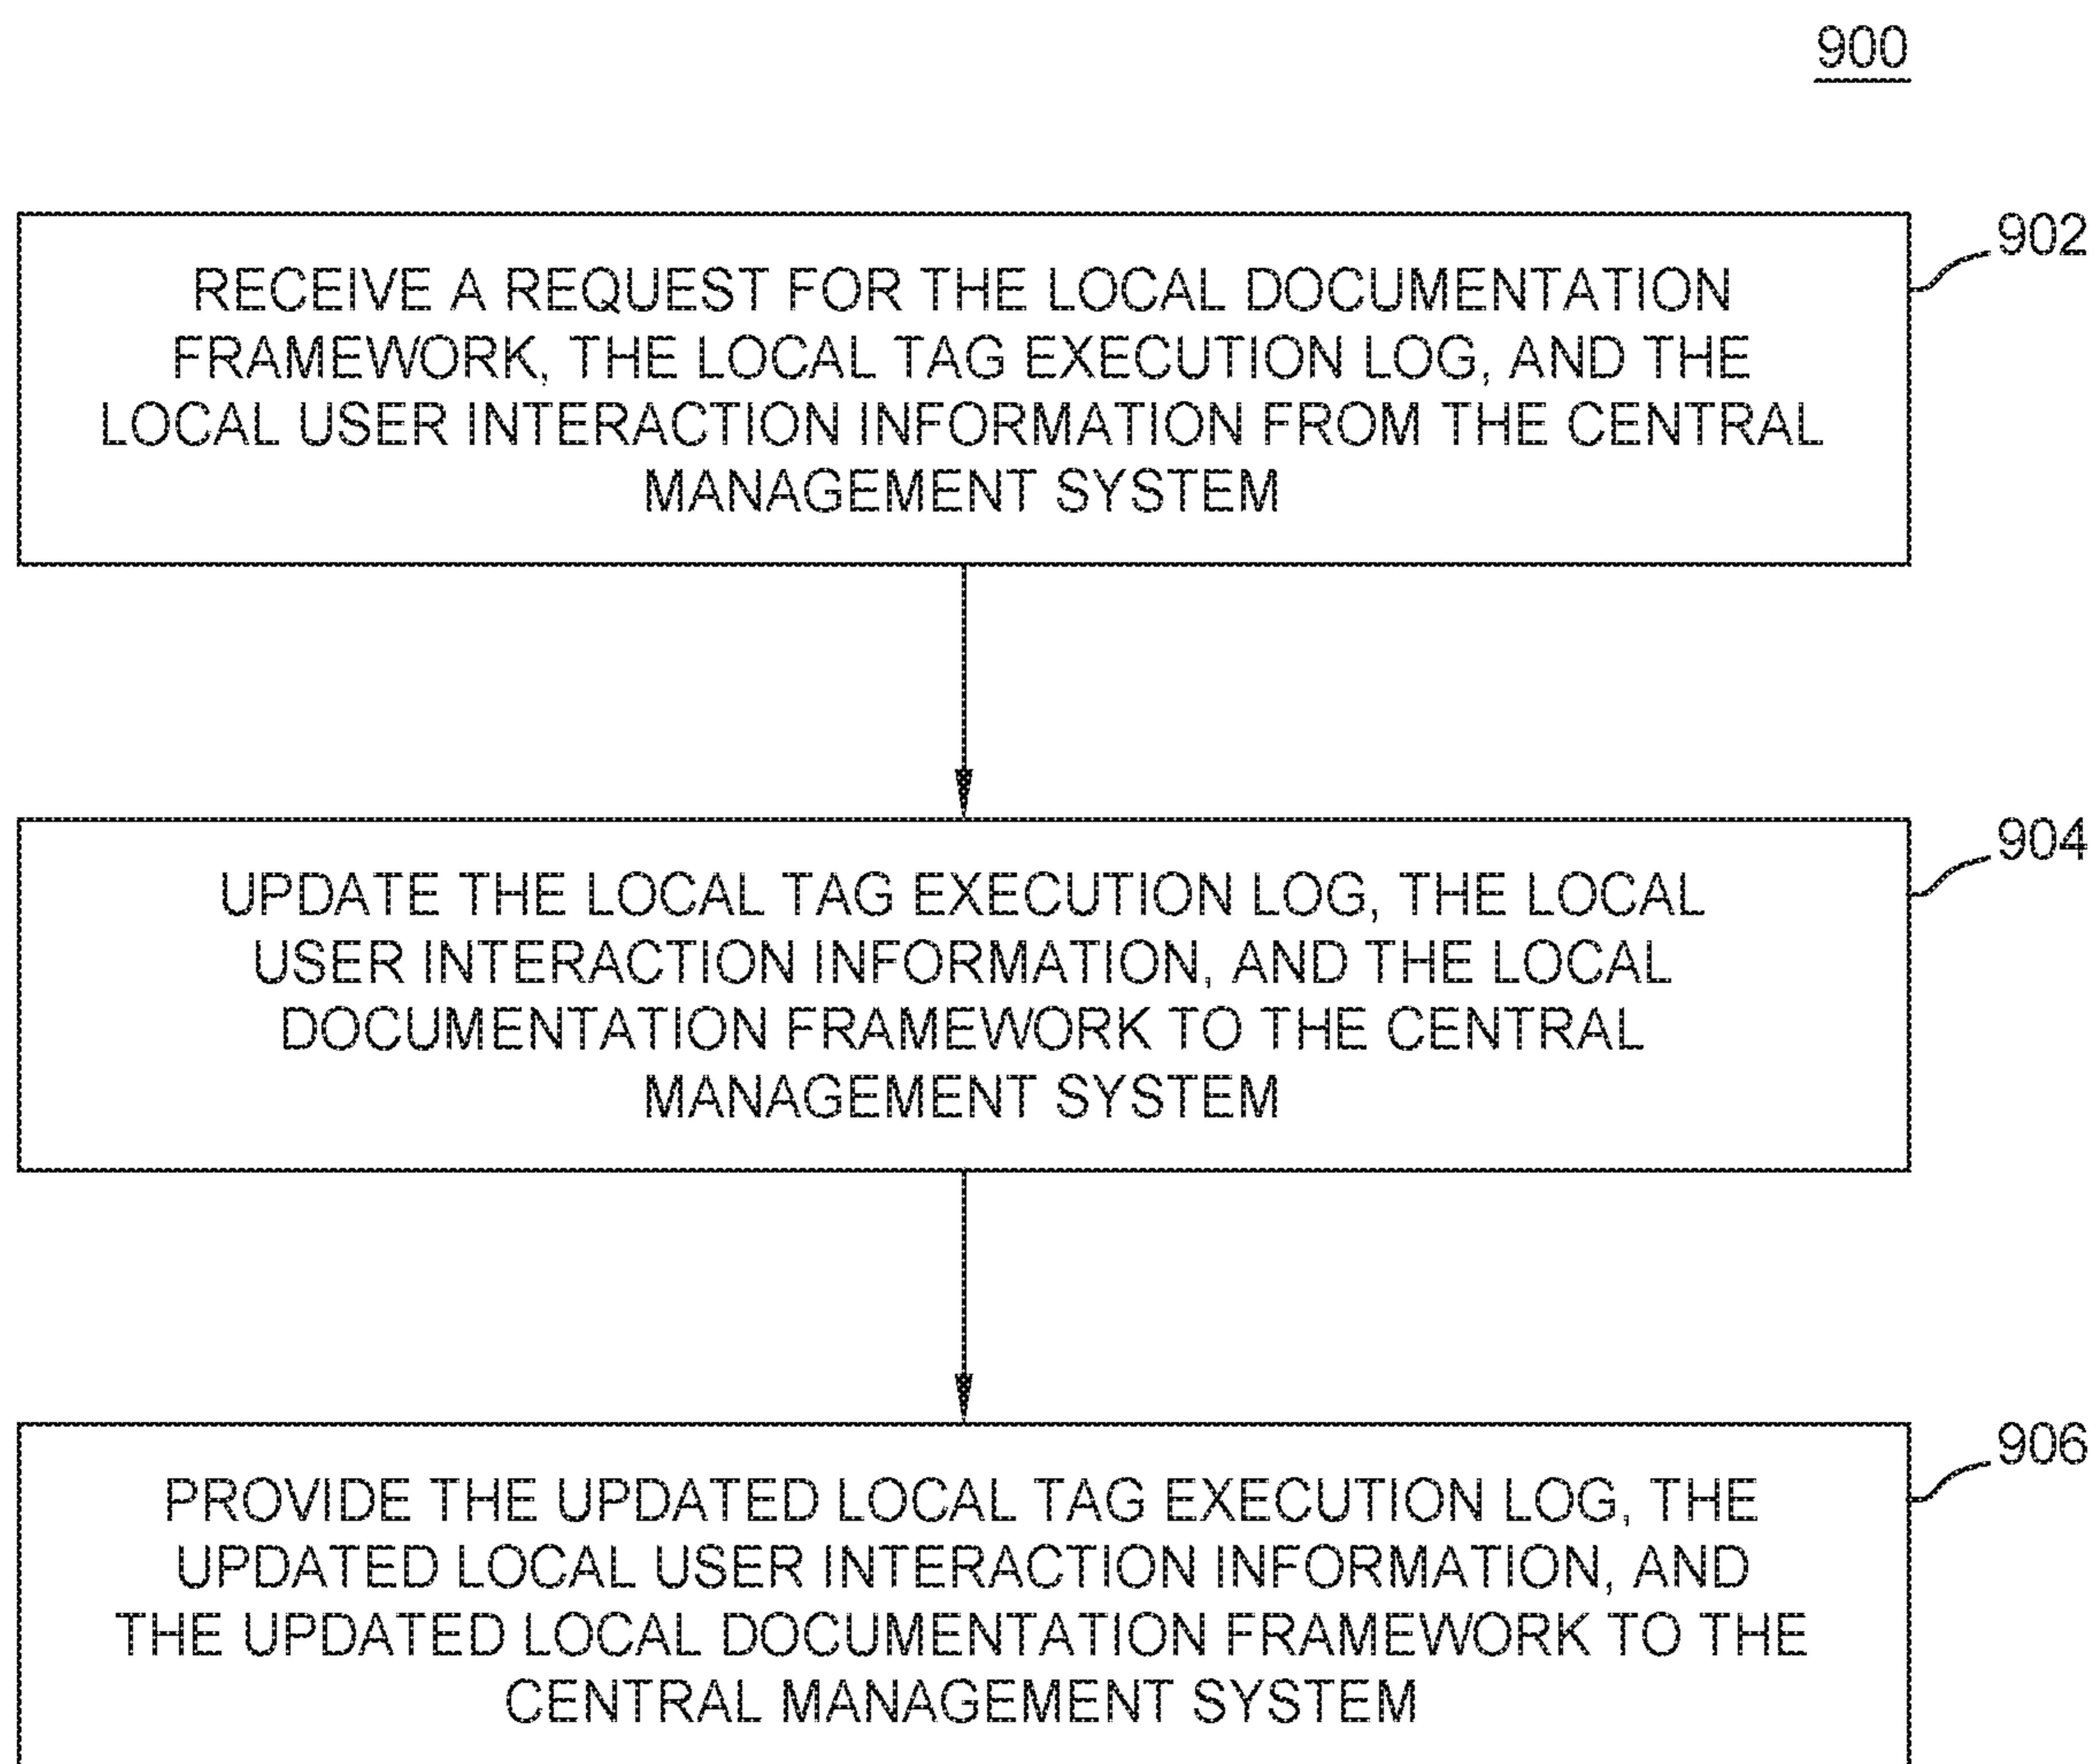 900
902
RECEIVE A REQUEST FOR THE LOCAL DOCUMENTATION
FRAMEWORK, THE LOCAL TAG EXECUTION LOG, AND THE
LOCAL USER INTERACTION INFORMATION FROM THE CENTRAL
MANAGEMENT SYSTEM
904
UPDATE THE LOCAL TAG EXECUTION LOG, THE LOCAL
USER INTERACTION INFORMATION, AND THE LOCAL
DOCUMENTATION FRAMEWORK TO THE CENTRAL
MANAGEMENT SYSTEM
906
PROVIDE THE UPDATED LOCAL TAG EXECUTION LOG, THE
UPDATED LOCAL USER INTERACTION INFORMATION, AND
THE UPDATED LOCAL DOCUMENTATION FRAMEWORK TO THE
CENTRAL MANAGEMENT SYSTEM